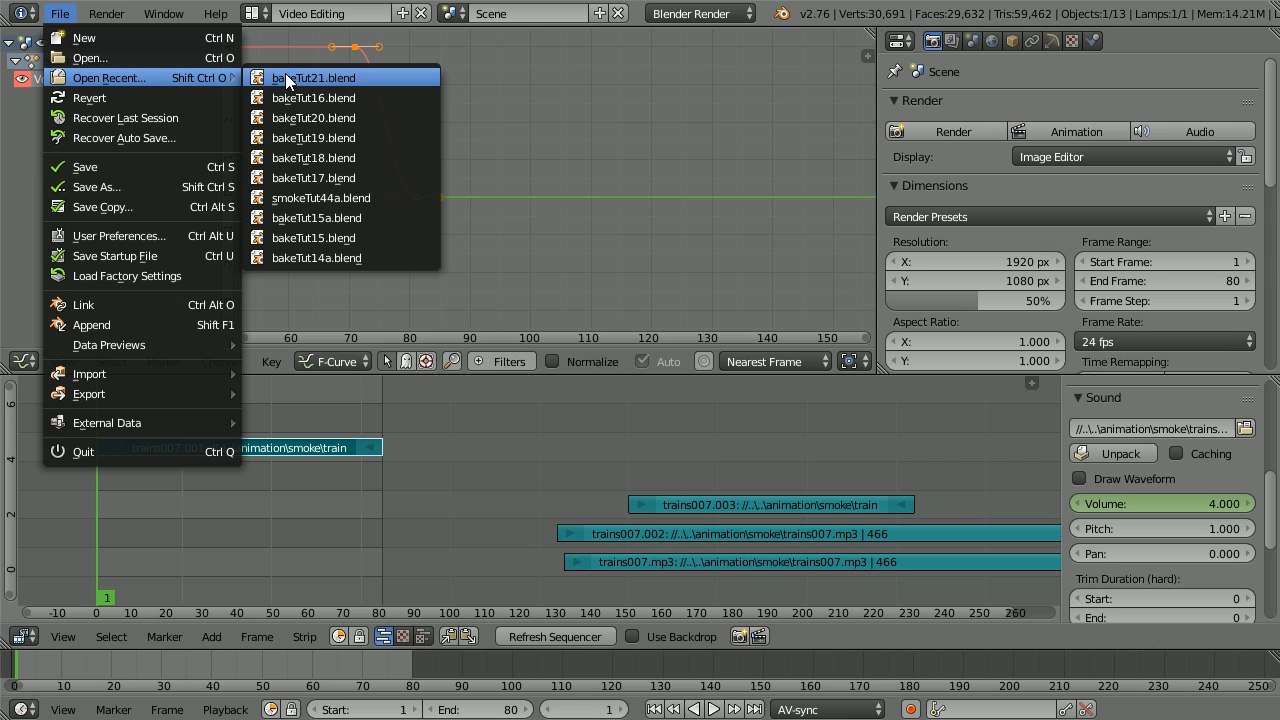 File Render Window Help Video Editing Scene Blender Render v2.76 | Verts:30,691 | Faces:29,632 | Tris:59,462 | Objects:1/13 | Lamps:1/1 | Mem:14.21M
New Ctrl N
Open... Ctrl O
Open Recent... Shift Ctrl O
Revert
Recover Last Session
Recover Auto Save...
Save Ctrl S
Save As... Shift Ctrl S
Save Copy... Ctrl Alt S
User Preferences... Ctrl Alt U
Save Startup File Ctrl U
Load Factory Settings
Link Ctrl Alt O
Append Shift F1
Data Previews
Import
Export
External Data
Quit Ctrl Q
bakeTut21.blend
bakeTut16.blend
bakeTut20.blend
bakeTut19.blend
bakeTut18.blend
bakeTut17.blend
smokeTut44a.blend
bakeTut15a.blend
bakeTut15.blend
bakeTut14a.blend
60 70 80 90 100 110 120 130 140 150
Key F-Curve Filters Normalize Auto Nearest Frame
Scene
Render
Render Animation Audio
Display: Image Editor
Dimensions
Render Presets
Resolution: Frame Range:
X: 1920 px Start Frame: 1
Y: 1080 px End Frame: 80
50% Frame Step: 1
Aspect Ratio: Frame Rate:
X: 1.000 24 fps
Y: 1.000 Time Remapping:
6
4
2
0
trains007.001: animation\smoke\train
trains007.003: //..\..\animation\smoke\train
trains007.002: //..\..\animation\smoke\trains007.mp3 | 466
trains007.mp3: //..\..\animation\smoke\trains007.mp3 | 466
1
-10 0 10 20 30 40 50 60 70 80 90 100 110 120 130 140 150 160 170 180 190 200 210 220 230 240 250 260
View Select Marker Add Frame Strip Refresh Sequencer Use Backdrop
Sound
//..\..\animation\smoke\trains...
Unpack Caching
Draw Waveform
Volume: 4.000
Pitch: 1.000
Pan: 0.000
Trim Duration (hard):
Start: 0
End: 0
0 10 20 30 40 50 60 70 80 90 100 110 120 130 140 150 160 170 180 190 200 210 220 230 240 250
View Marker Frame Playback Start: 1 End: 80 1 AV-sync